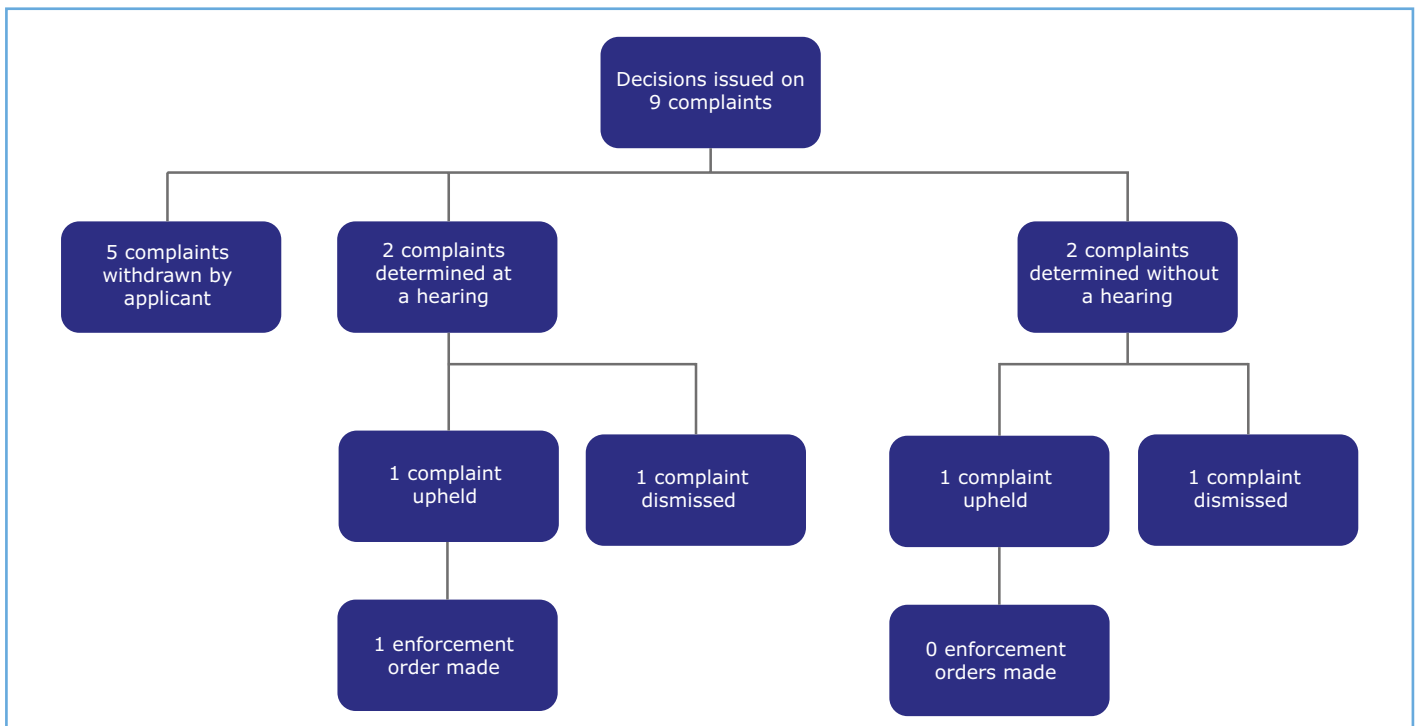 Decisions issued on
9 complaints
5 complaints
withdrawn by
applicant
2 complaints
determined at
a hearing
2 complaints
determined without
a hearing
1 complaint
upheld
1 complaint
dismissed
1 complaint
upheld
1 complaint
dismissed
1 enforcement
order made
0 enforcement
orders made